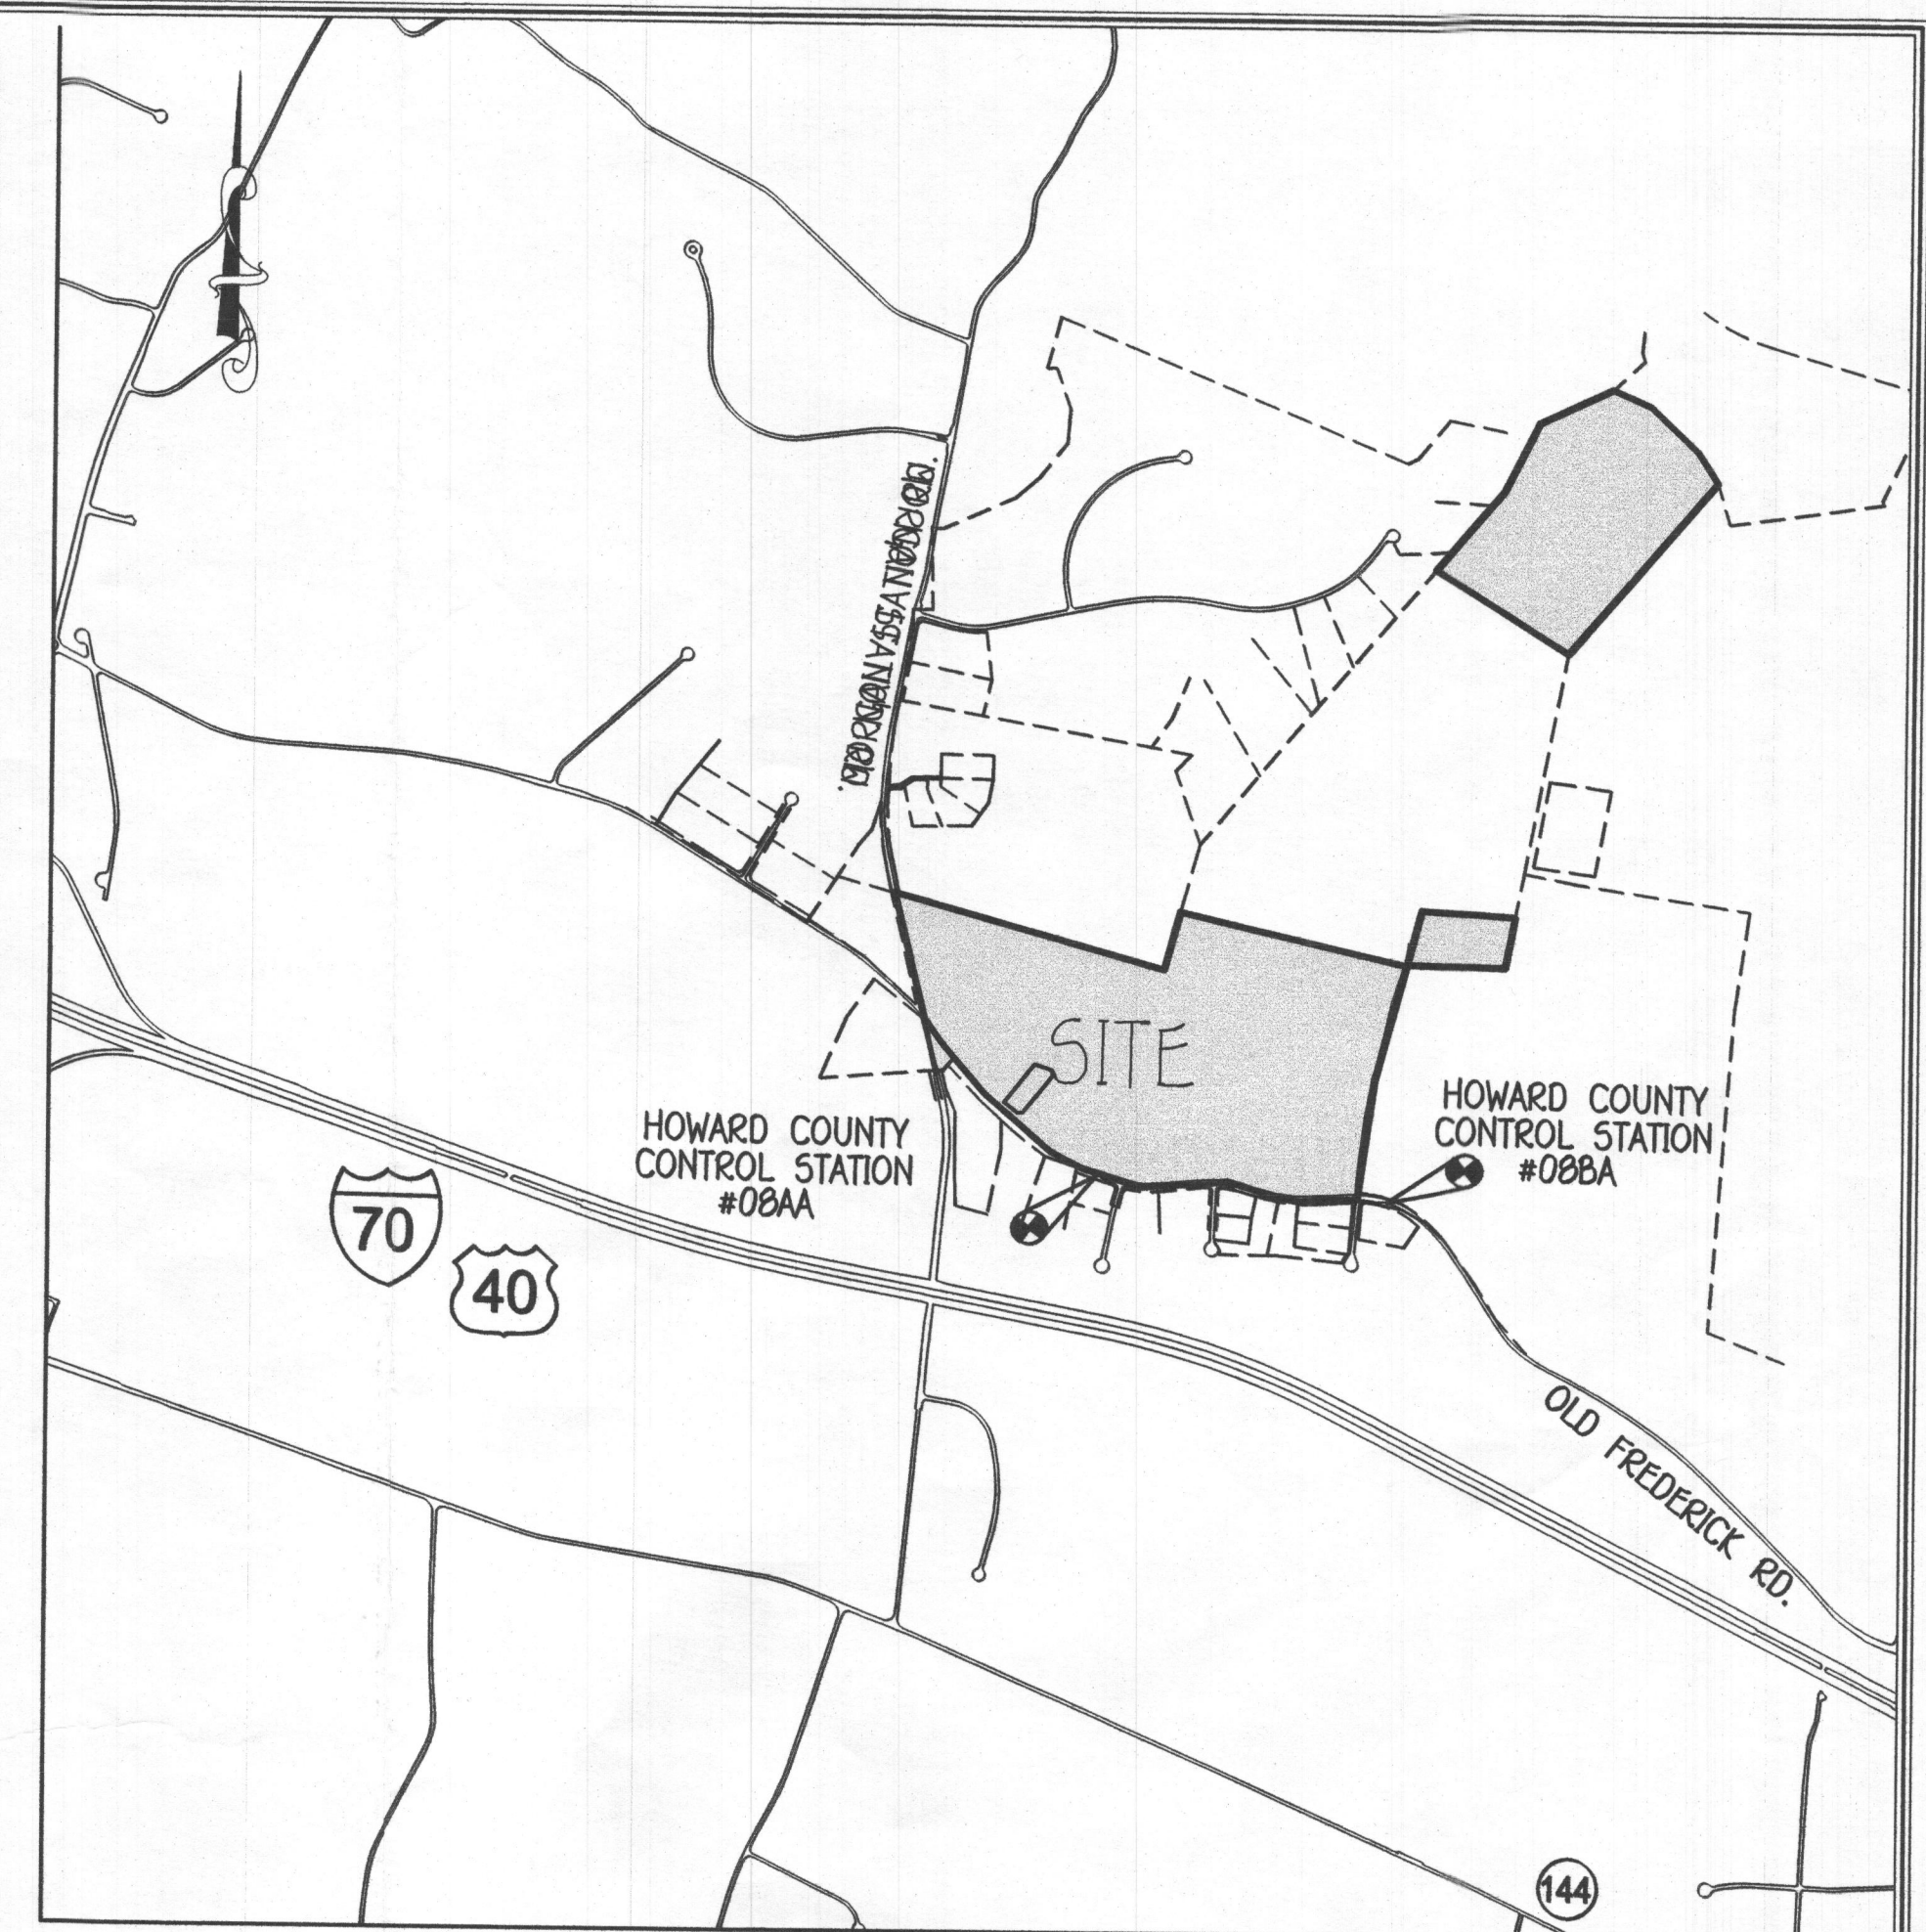 SITE
HOWARD COUNTY
CONTROL STATION
#08AA
HOWARD COUNTY
CONTROL STATION
#08BA
70
40
OLD FREDERICK RD.
144